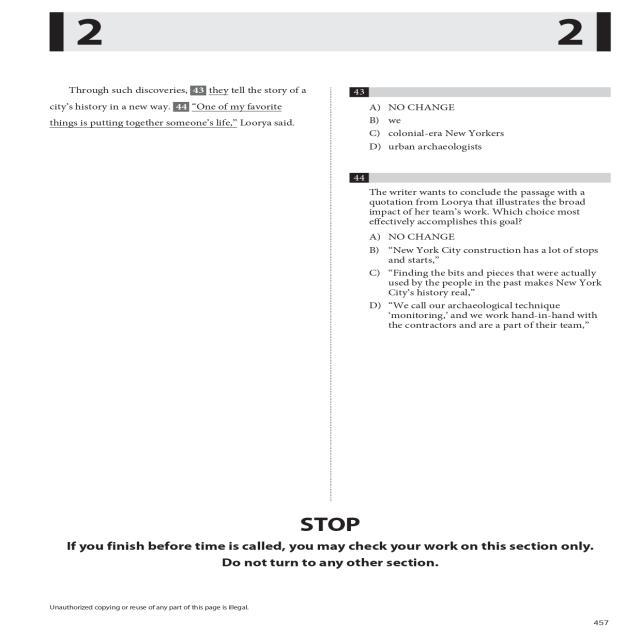 2
2
Through such discoveries, 43 they tell the story of a
city's history in a new way. 44 “One of my favorite
things is putting together someone's life,” Loorya said.
43
A) NO CHANGE
B) we
C) colonial-era New Yorkers
D) urban archaeologists
44
The writer wants to conclude the passage with a
quotation from Loorya that illustrates the broad
impact of her team's work. Which choice most
effectively accomplishes this goal?
A) NO CHANGE
B) “New York City construction has a lot of stops
and starts,”
C) “Finding the bits and pieces that were actually
used by the people in the past makes New York
City's history real,”
D) “We call our archaeological technique
‘monitoring,’ and we work hand-in-hand with
the contractors and are a part of their team,”
STOP
If you finish before time is called, you may check your work on this section only.
Do not turn to any other section.
Unauthorized copying or reuse of any part of this page is illegal.
457